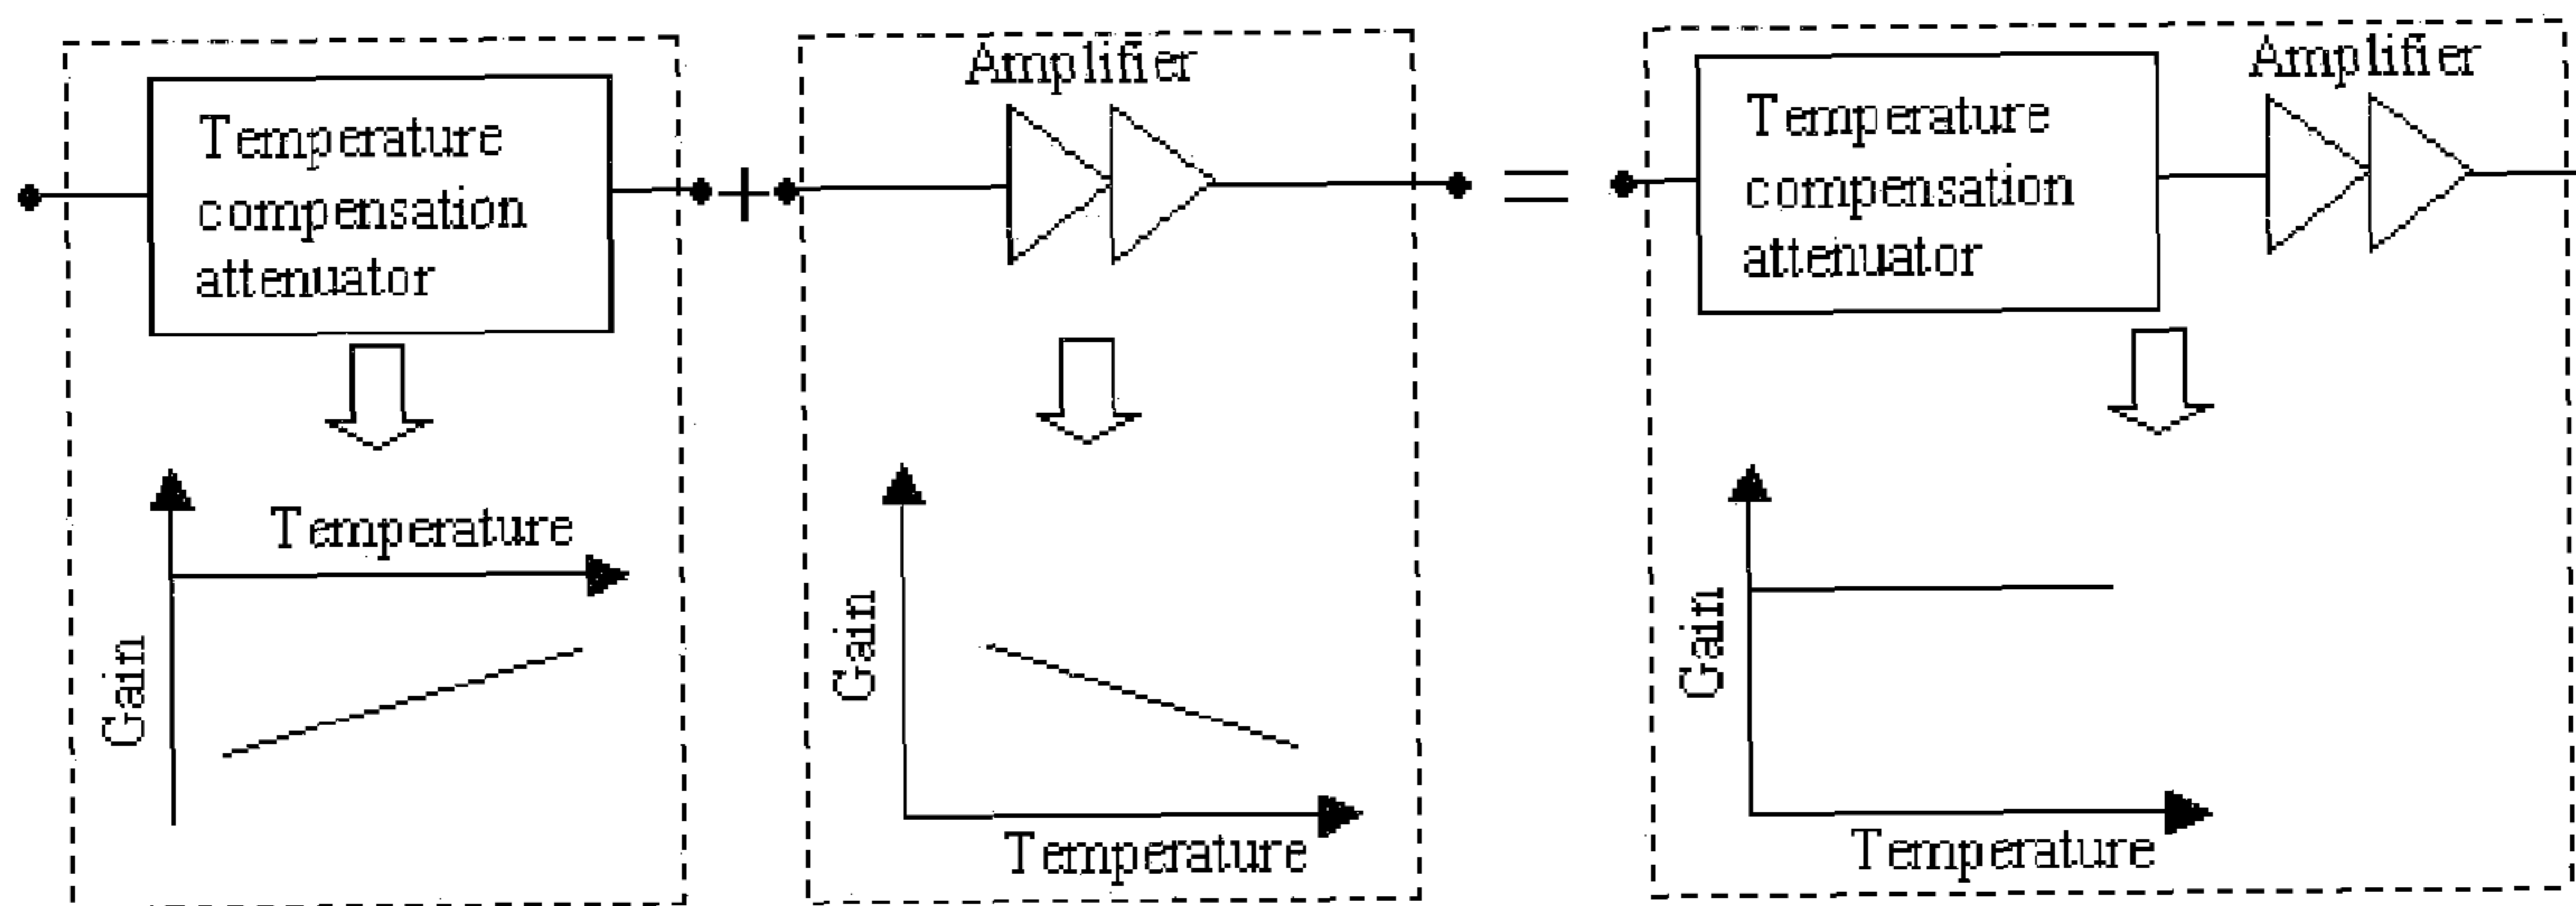 Temperature
compensation
attenuator
Temperature
Gain
Amplifier
Gain
Temperature
Temperature
compensation
attenuator
Amplifier
Gain
Temperature